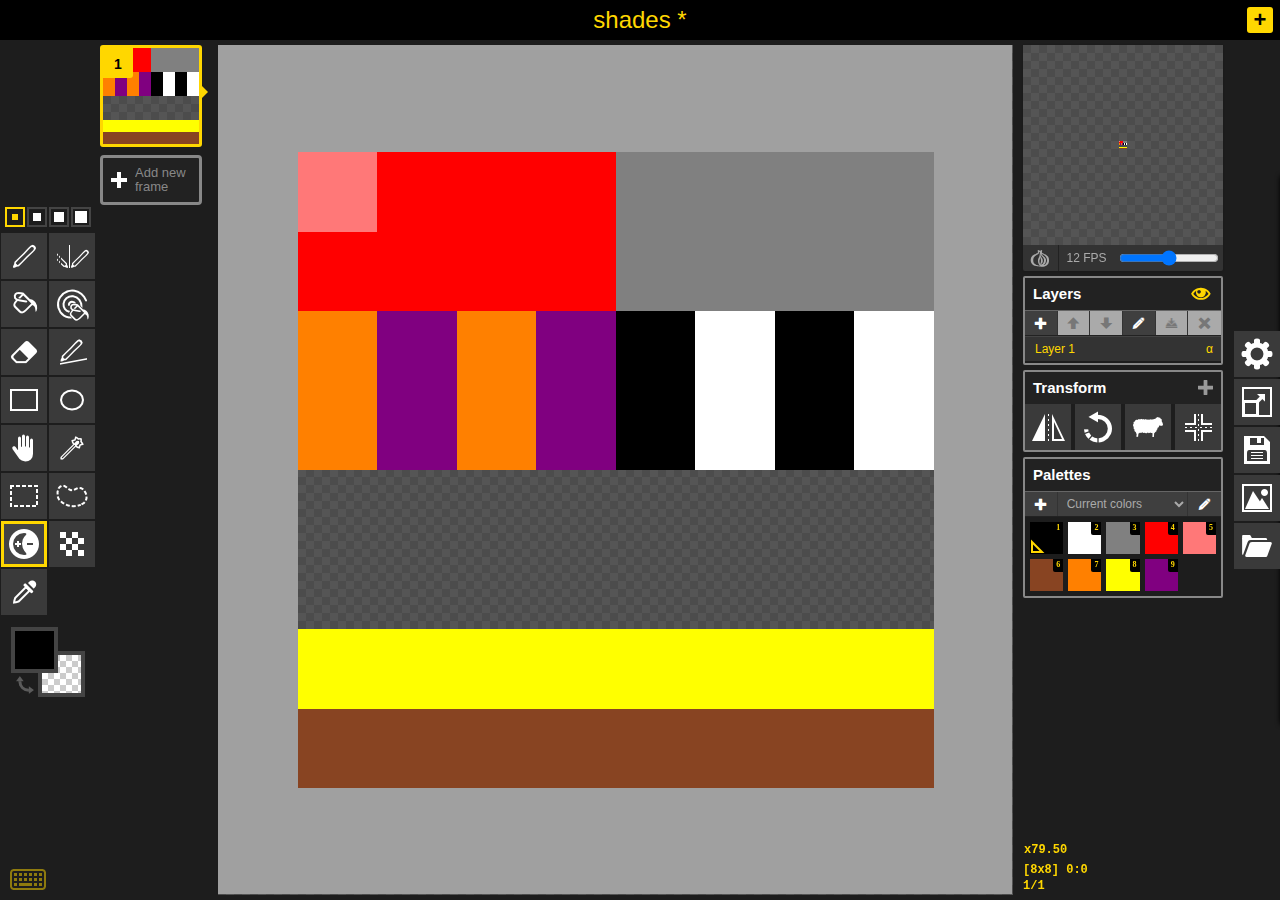 shades *
+
1
Add new
frame
12 FPS
Layers
Layer 1
α
Transform
Palettes
Current colors
1
2
3
4
5
6
7
8
9
x79.50
[8x8] 0:0
1/1